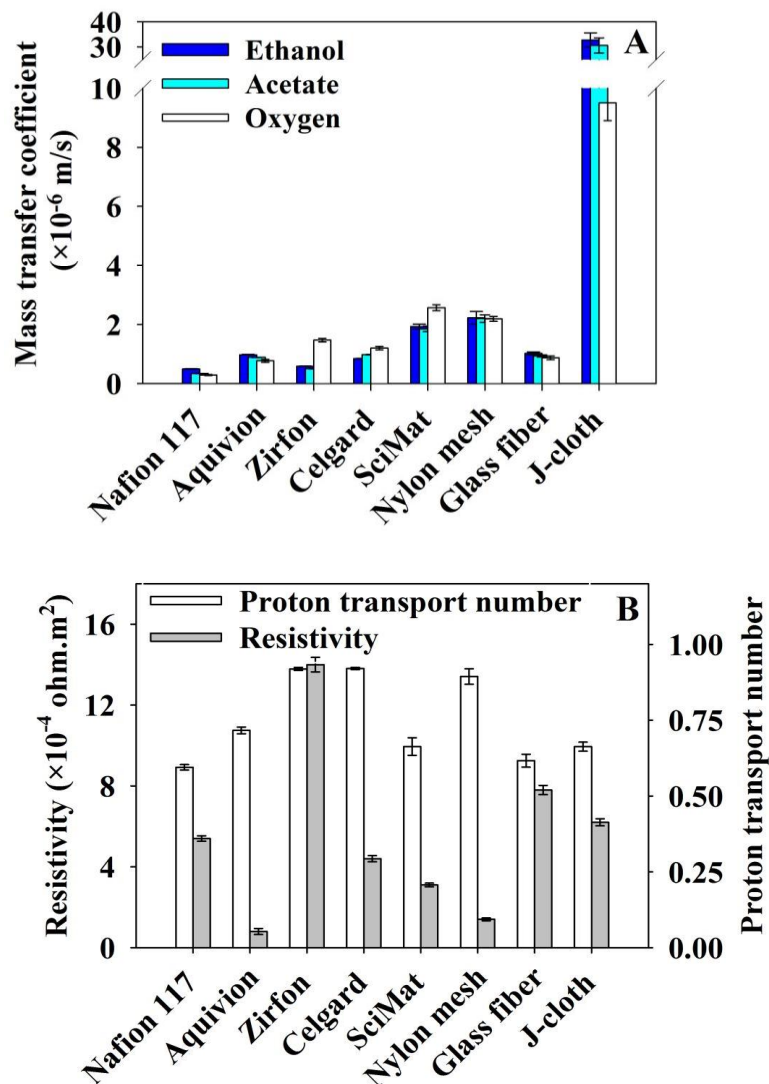 Mass transfer coefficient
(×10⁻⁶ m/s)
40
30
10
8
6
4
2
0
Ethanol
Acetate
Oxygen
A
Nafion 117
Aquivion
Zirfon
Celgard
SciMat
Nylon mesh
Glass fiber
J-cloth
Resistivity (×10⁻⁴ ohm.m²)
16
12
8
4
0
Proton transport number
Resistivity
B
1.00
0.75
0.50
0.25
0.00
Proton transport number
Nafion 117
Aquivion
Zirfon
Celgard
SciMat
Nylon mesh
Glass fiber
J-cloth